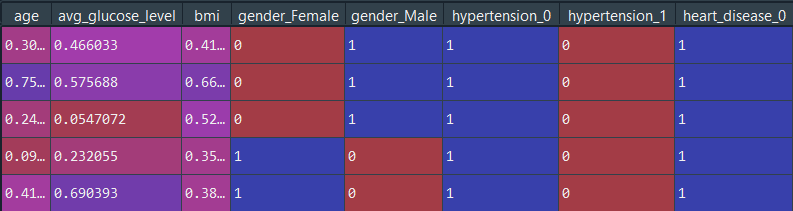 age avg_glucose_level bmi gender_Female gender_Male hypertension_0 hypertension_1 heart_disease_0
0.30… 0.466033 0.41… 0 1 1 0 1
0.75… 0.575688 0.66… 0 1 1 0 1
0.24… 0.0547072 0.52… 0 1 1 0 1
0.09… 0.232055 0.35… 1 0 1 0 1
0.41… 0.690393 0.38… 1 0 1 0 1